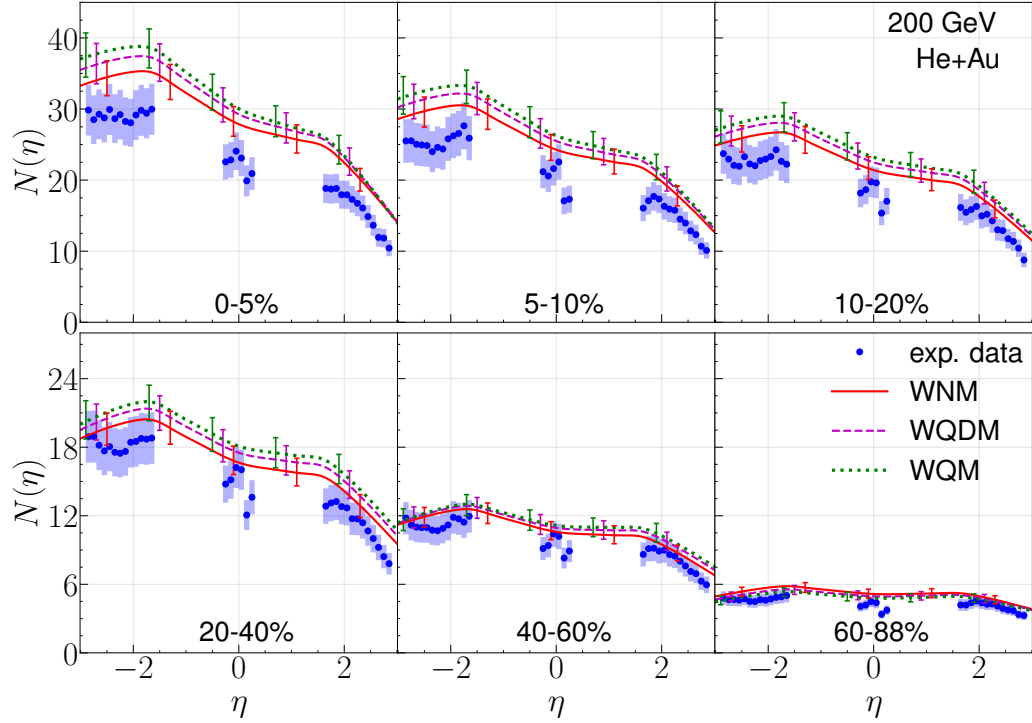 200 GeV
He+Au
N(η)
40
30
20
10
0
0-5%
5-10%
10-20%
N(η)
24
18
12
6
0
exp. data
WNM
WQDM
WQM
20-40%
40-60%
60-88%
−2 0 2 −2 0 2 −2 0 2
η η η